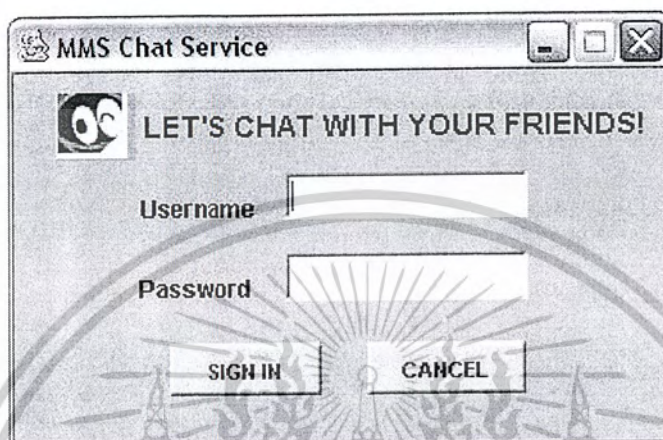 MMS Chat Service
LET'S CHAT WITH YOUR FRIENDS!
Username
Password
SIGN IN
CANCEL